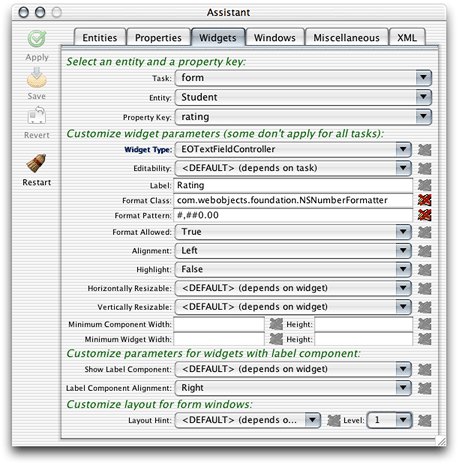 Assistant
Apply
Save
Revert
Restart
Entities Properties Widgets Windows Miscellaneous XML
Select an entity and a property key:
Task: form
Entity: Student
Property Key: rating
Customize widget parameters (some don't apply for all tasks):
Widget Type: EOTextFieldController
Editability: <DEFAULT> (depends on task)
Label: Rating
Format Class: com.webobjects.foundation.NSNumberFormatter
Format Pattern: #,##0.00
Format Allowed: True
Alignment: Left
Highlight: False
Horizontally Resizable: <DEFAULT> (depends on widget)
Vertically Resizable: <DEFAULT> (depends on widget)
Minimum Component Width: Height:
Minimum Widget Width: Height:
Customize parameters for widgets with label component:
Show Label Component: <DEFAULT> (depends on widget)
Label Component Alignment: Right
Customize layout for form windows:
Layout Hint: <DEFAULT> (depends o... Level: 1